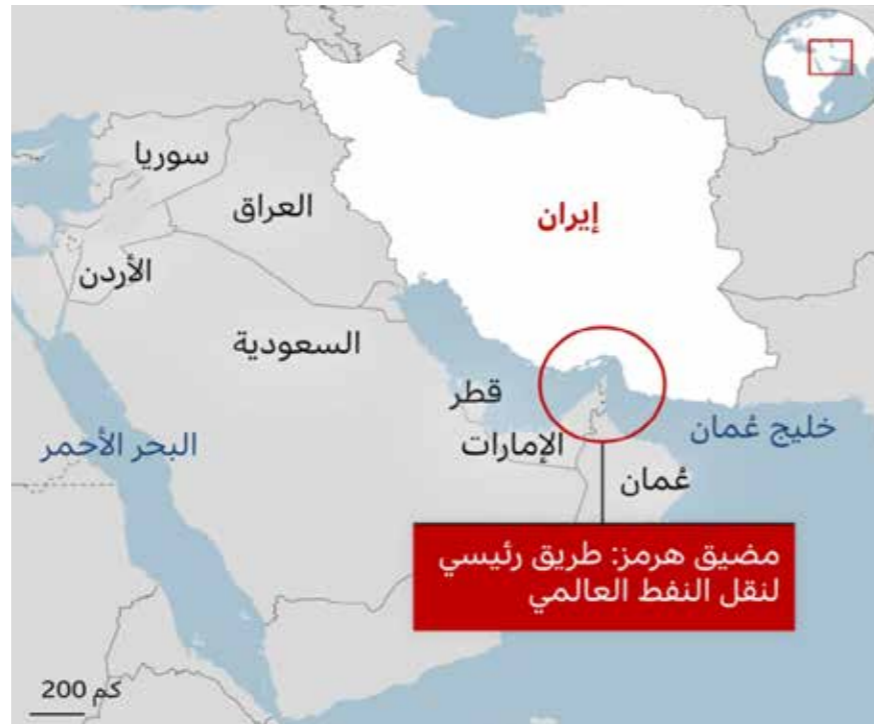 سوريا
العراق
إيران
الأردن
السعودية
قطر
خليج عُمان
البحر الأحمر
الإمارات
عُمان
مضيق هرمز: طريق رئيسي
لنقل النفط العالمي
200 كم